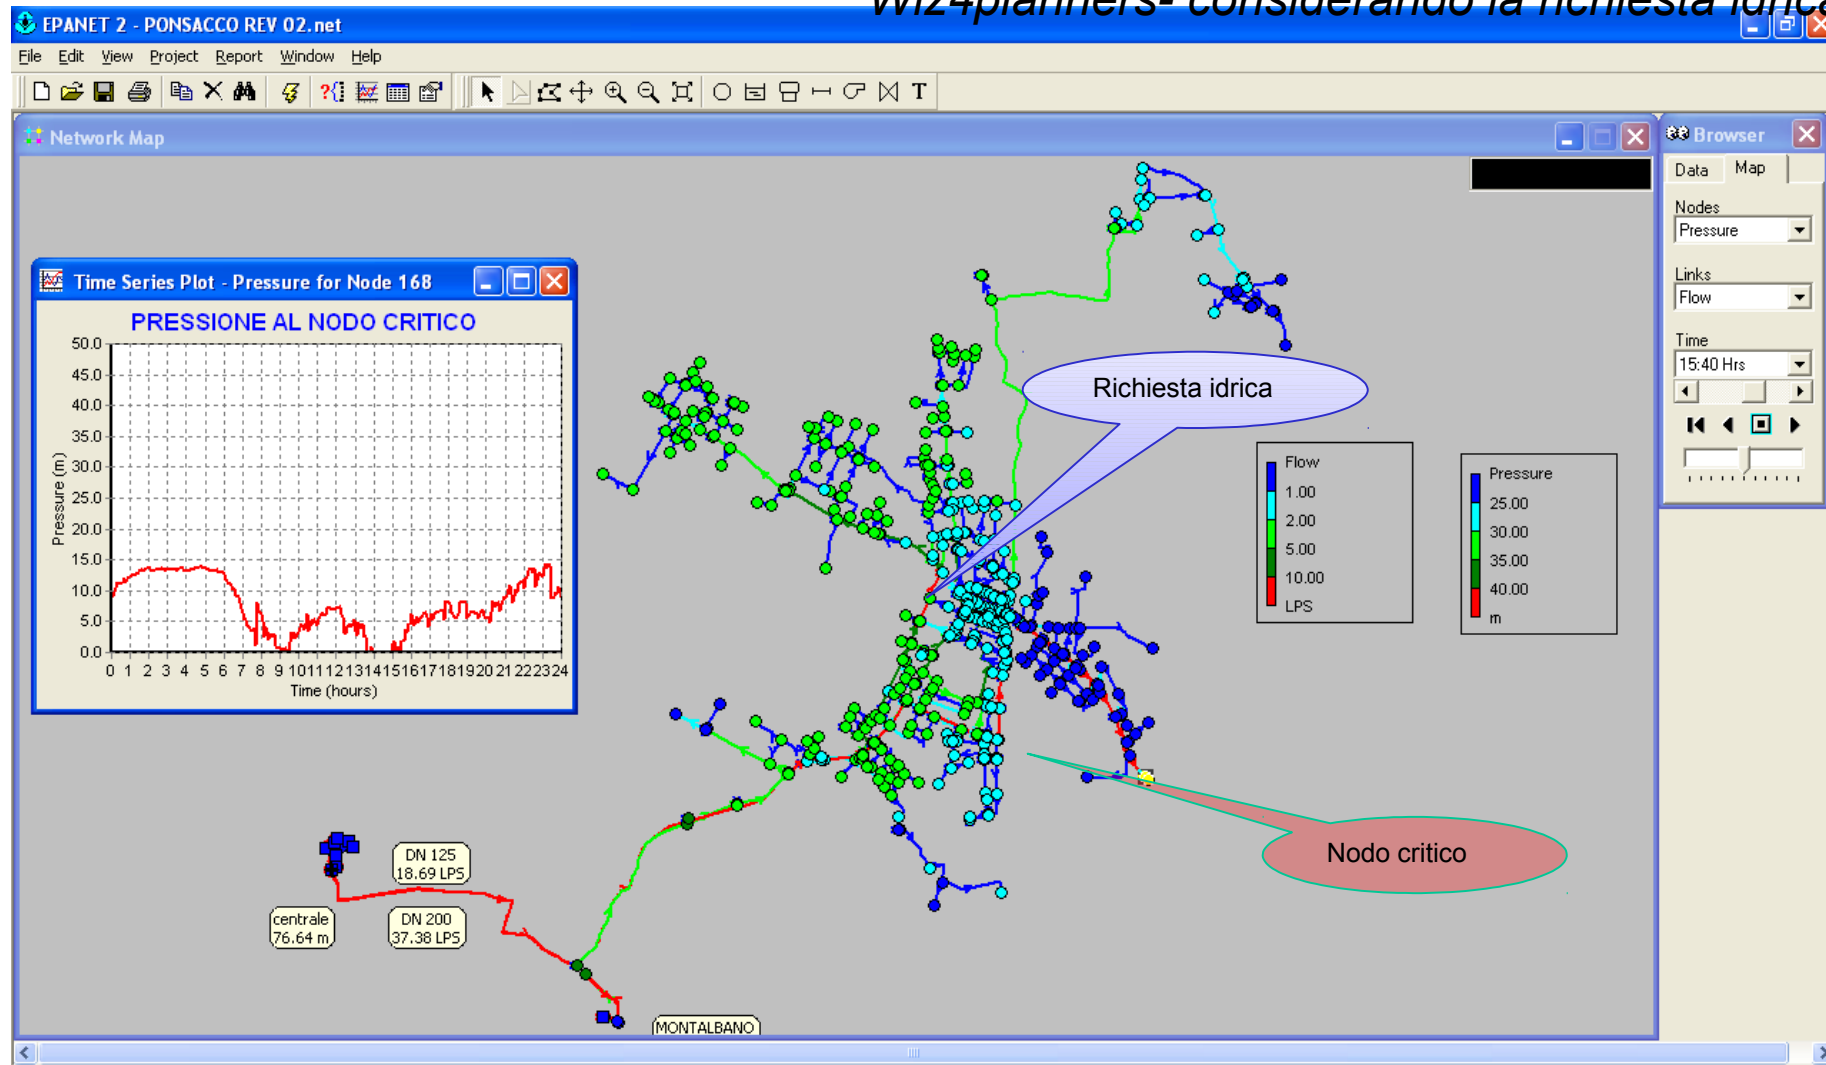 Wiz4planners- considerando la richiesta idrica
EPANET 2 - PONSACCO REV 02.net
File Edit View Project Report Window Help
T
Network Map
Browser
Data Map
Nodes
Pressure
Links
Flow
Time
15:40 Hrs
Time Series Plot - Pressure for Node 168
PRESSIONE AL NODO CRITICO
50.0
45.0
40.0
35.0
30.0
25.0
20.0
15.0
10.0
5.0
0.0
Pressure (m)
0 1 2 3 4 5 6 7 8 9 10 11 12 13 14 15 16 17 18 19 20 21 22 23 24
Time (hours)
Richiesta idrica
Flow
1.00
2.00
5.00
10.00
LPS
Pressure
25.00
30.00
35.00
40.00
m
Nodo critico
DN 125
18.69 LPS
centrale
76.64 m
DN 200
37.38 LPS
MONTALBANO